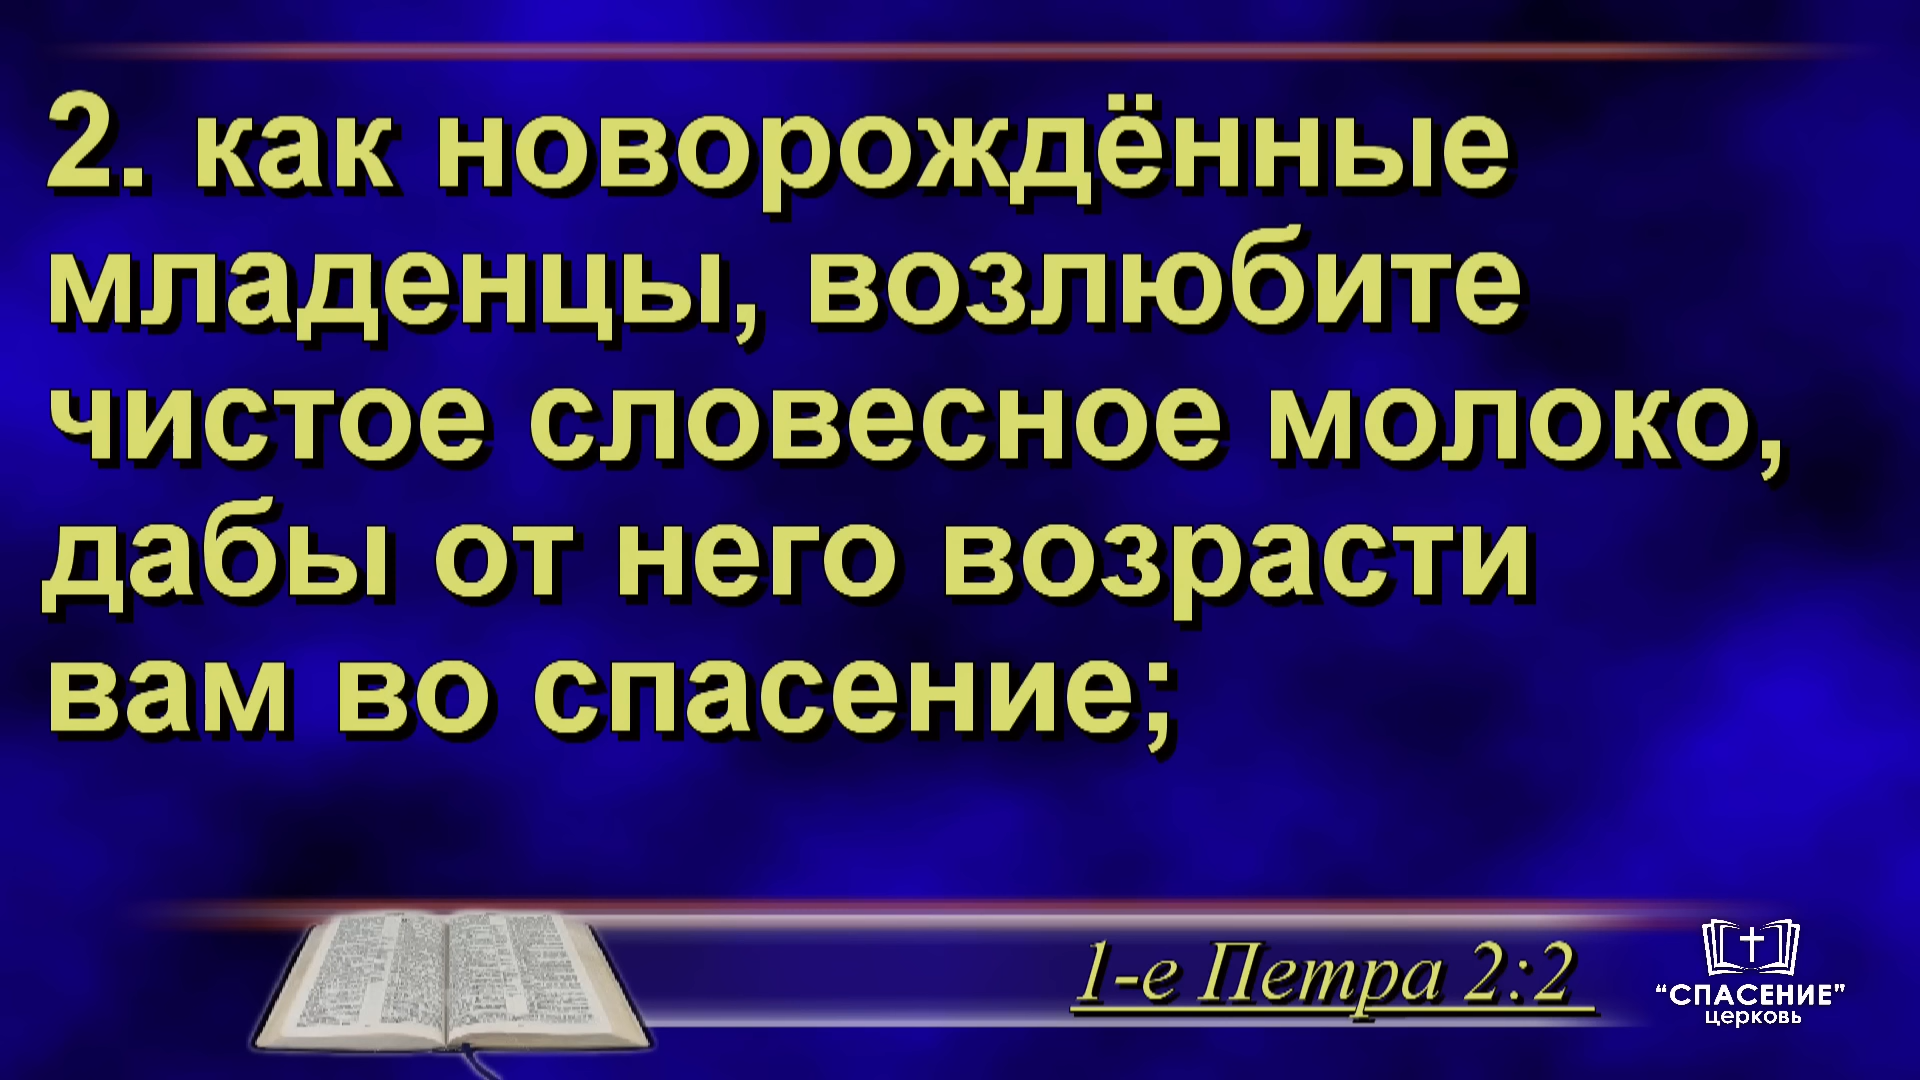 2. как новорождённые
младенцы, возлюбите
чистое словесное молоко,
дабы от него возрасти
вам во спасение;
1-е Петра 2:2
“СПАСЕНИЕ”
церковь